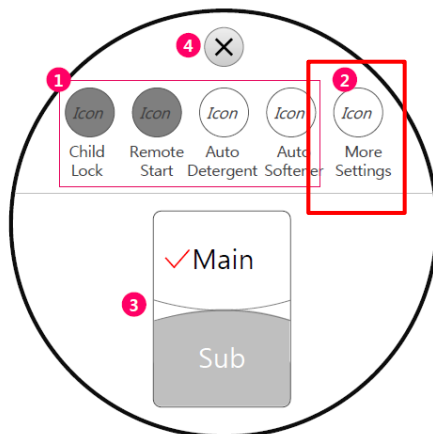 4
1
2
Icon Icon Icon Icon Icon
Child Remote Auto Auto More
Lock Start Detergent Softener Settings
Main
3
Sub